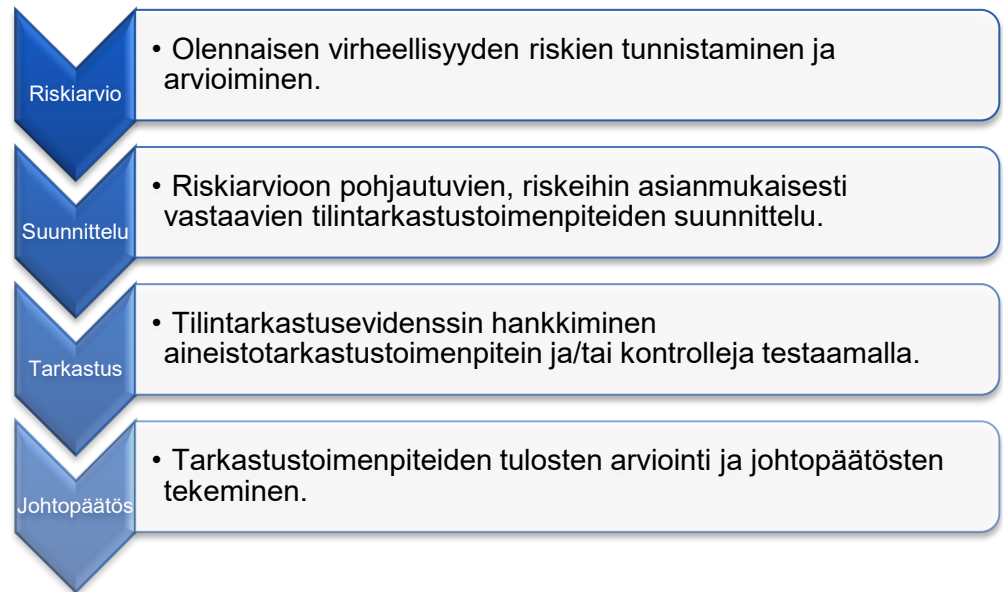 Riskiarvio
• Olennaisen virheellisyyden riskien tunnistaminen ja
arvioiminen.
Suunnittelu
• Riskiarvioon pohjautuvien, riskeihin asianmukaisesti
vastaavien tilintarkastustoimenpiteiden suunnittelu.
Tarkastus
• Tilintarkastusevidenssin hankkiminen
aineistotarkastustoimenpitein ja/tai kontrolleja testaamalla.
Johtopäätös
• Tarkastustoimenpiteiden tulosten arviointi ja johtopäätösten
tekeminen.